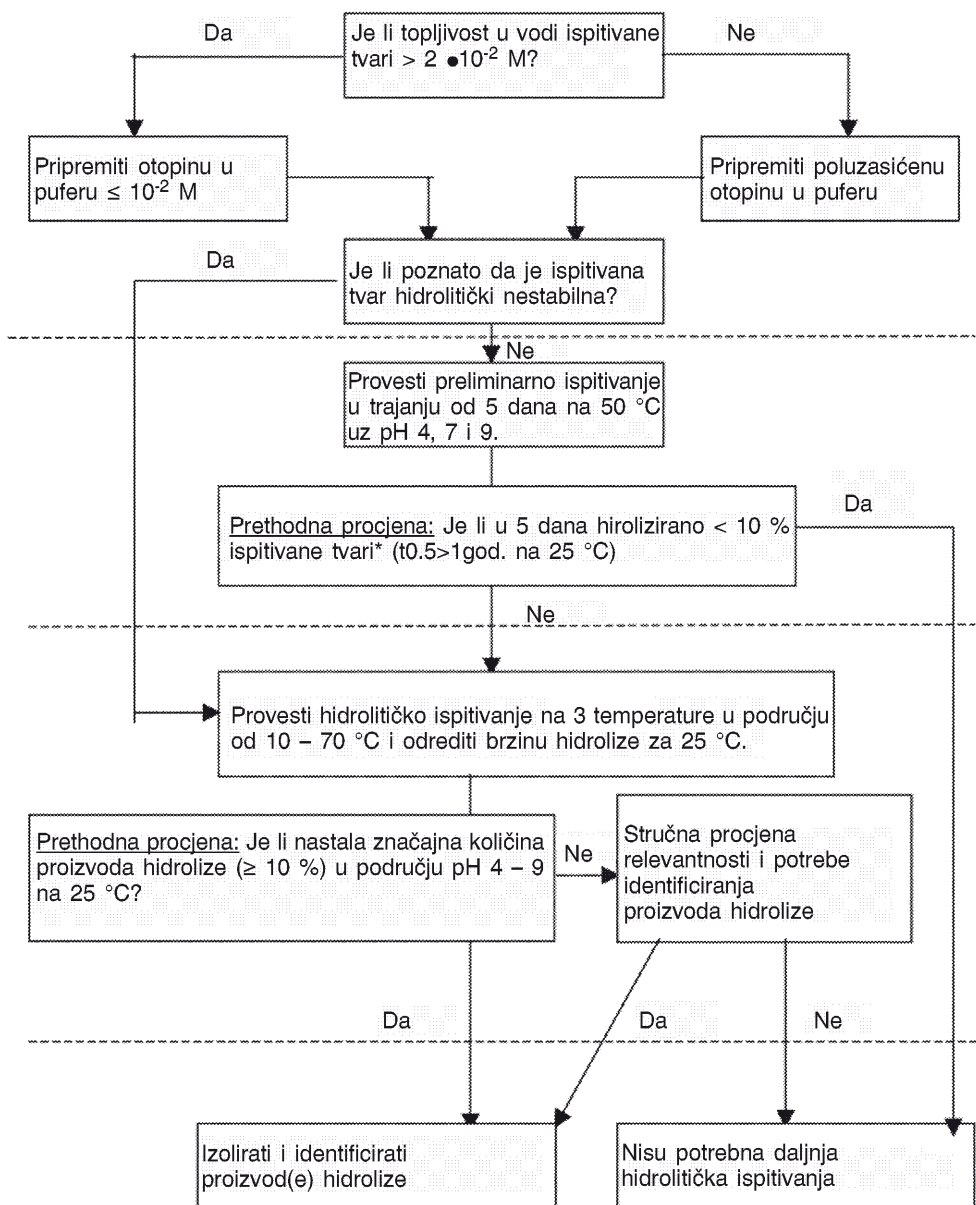 Da
Je li topljivost u vodi ispitivane
tvari > 2 •10⁻² M?
Ne
Pripremiti otopinu u
puferu ≤ 10⁻² M
Pripremiti poluzasićenu
otopinu u puferu
Da
Je li poznato da je ispitivana
tvar hidrolitički nestabilna?
Ne
Provesti preliminarno ispitivanje
u trajanju od 5 dana na 50 °C
uz pH 4, 7 i 9.
Da
Prethodna procjena: Je li u 5 dana hirolizirano < 10 %
ispitivane tvari* (t0.5>1god. na 25 °C)
Ne
Provesti hidrolitičko ispitivanje na 3 temperature u području
od 10 – 70 °C i odrediti brzinu hidrolize za 25 °C.
Prethodna procjena: Je li nastala značajna količina
proizvoda hidrolize (≥ 10 %) u području pH 4 – 9
na 25 °C?
Ne
Stručna procjena
relevantnosti i potrebe
identificiranja
proizvoda hidrolize
Da
Da
Ne
Izolirati i identificirati
proizvod(e) hidrolize
Nisu potrebna daljnja
hidrolitička ispitivanja